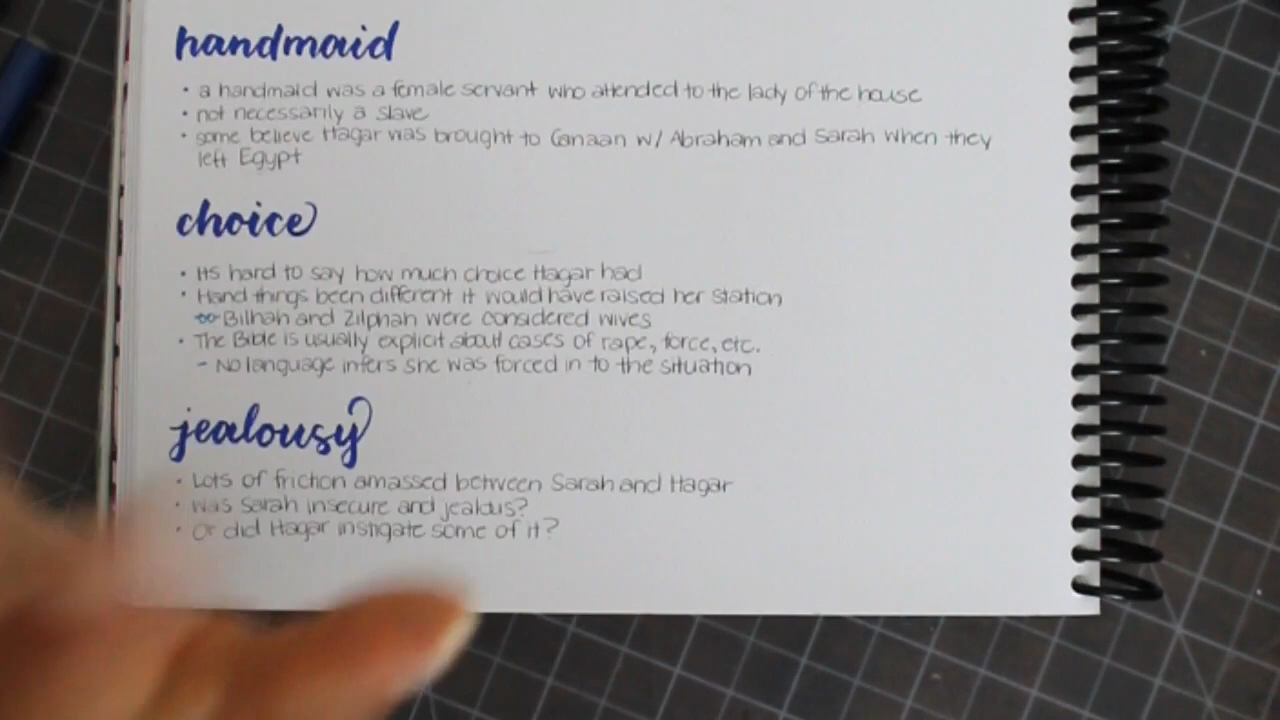 handmaid
• a handmaid was a female servant who attended to the lady of the house
• not necessarily a slave
• some believe Hagar was brought to Canaan w/ Abraham and Sarah when they
left Egypt
choice
• Its hard to say how much choice Hagar had
• Hand things been different it would have raised her station
Bilhah and Zilphah were considered wives
• The Bible is usually explicit about cases of rape, force, etc.
- No language infers she was forced in to the situation
jealousy
• Lots of friction amassed between Sarah and Hagar
• was Sarah insecure and jealous?
• Or did Hagar instigate some of it?